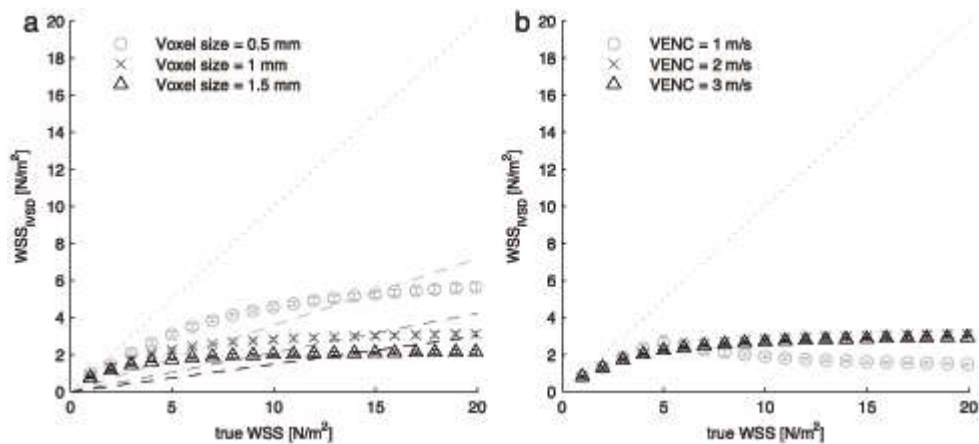 a
Voxel size = 0.5 mm
Voxel size = 1 mm
Voxel size = 1.5 mm
20
18
16
14
12
10
8
6
4
2
0
WSS_IVSD [N/m²]
0 5 10 15 20
true WSS [N/m²]
b
VENC = 1 m/s
VENC = 2 m/s
VENC = 3 m/s
20
18
16
14
12
10
8
6
4
2
0
WSS_IVSD [N/m²]
0 5 10 15 20
true WSS [N/m²]